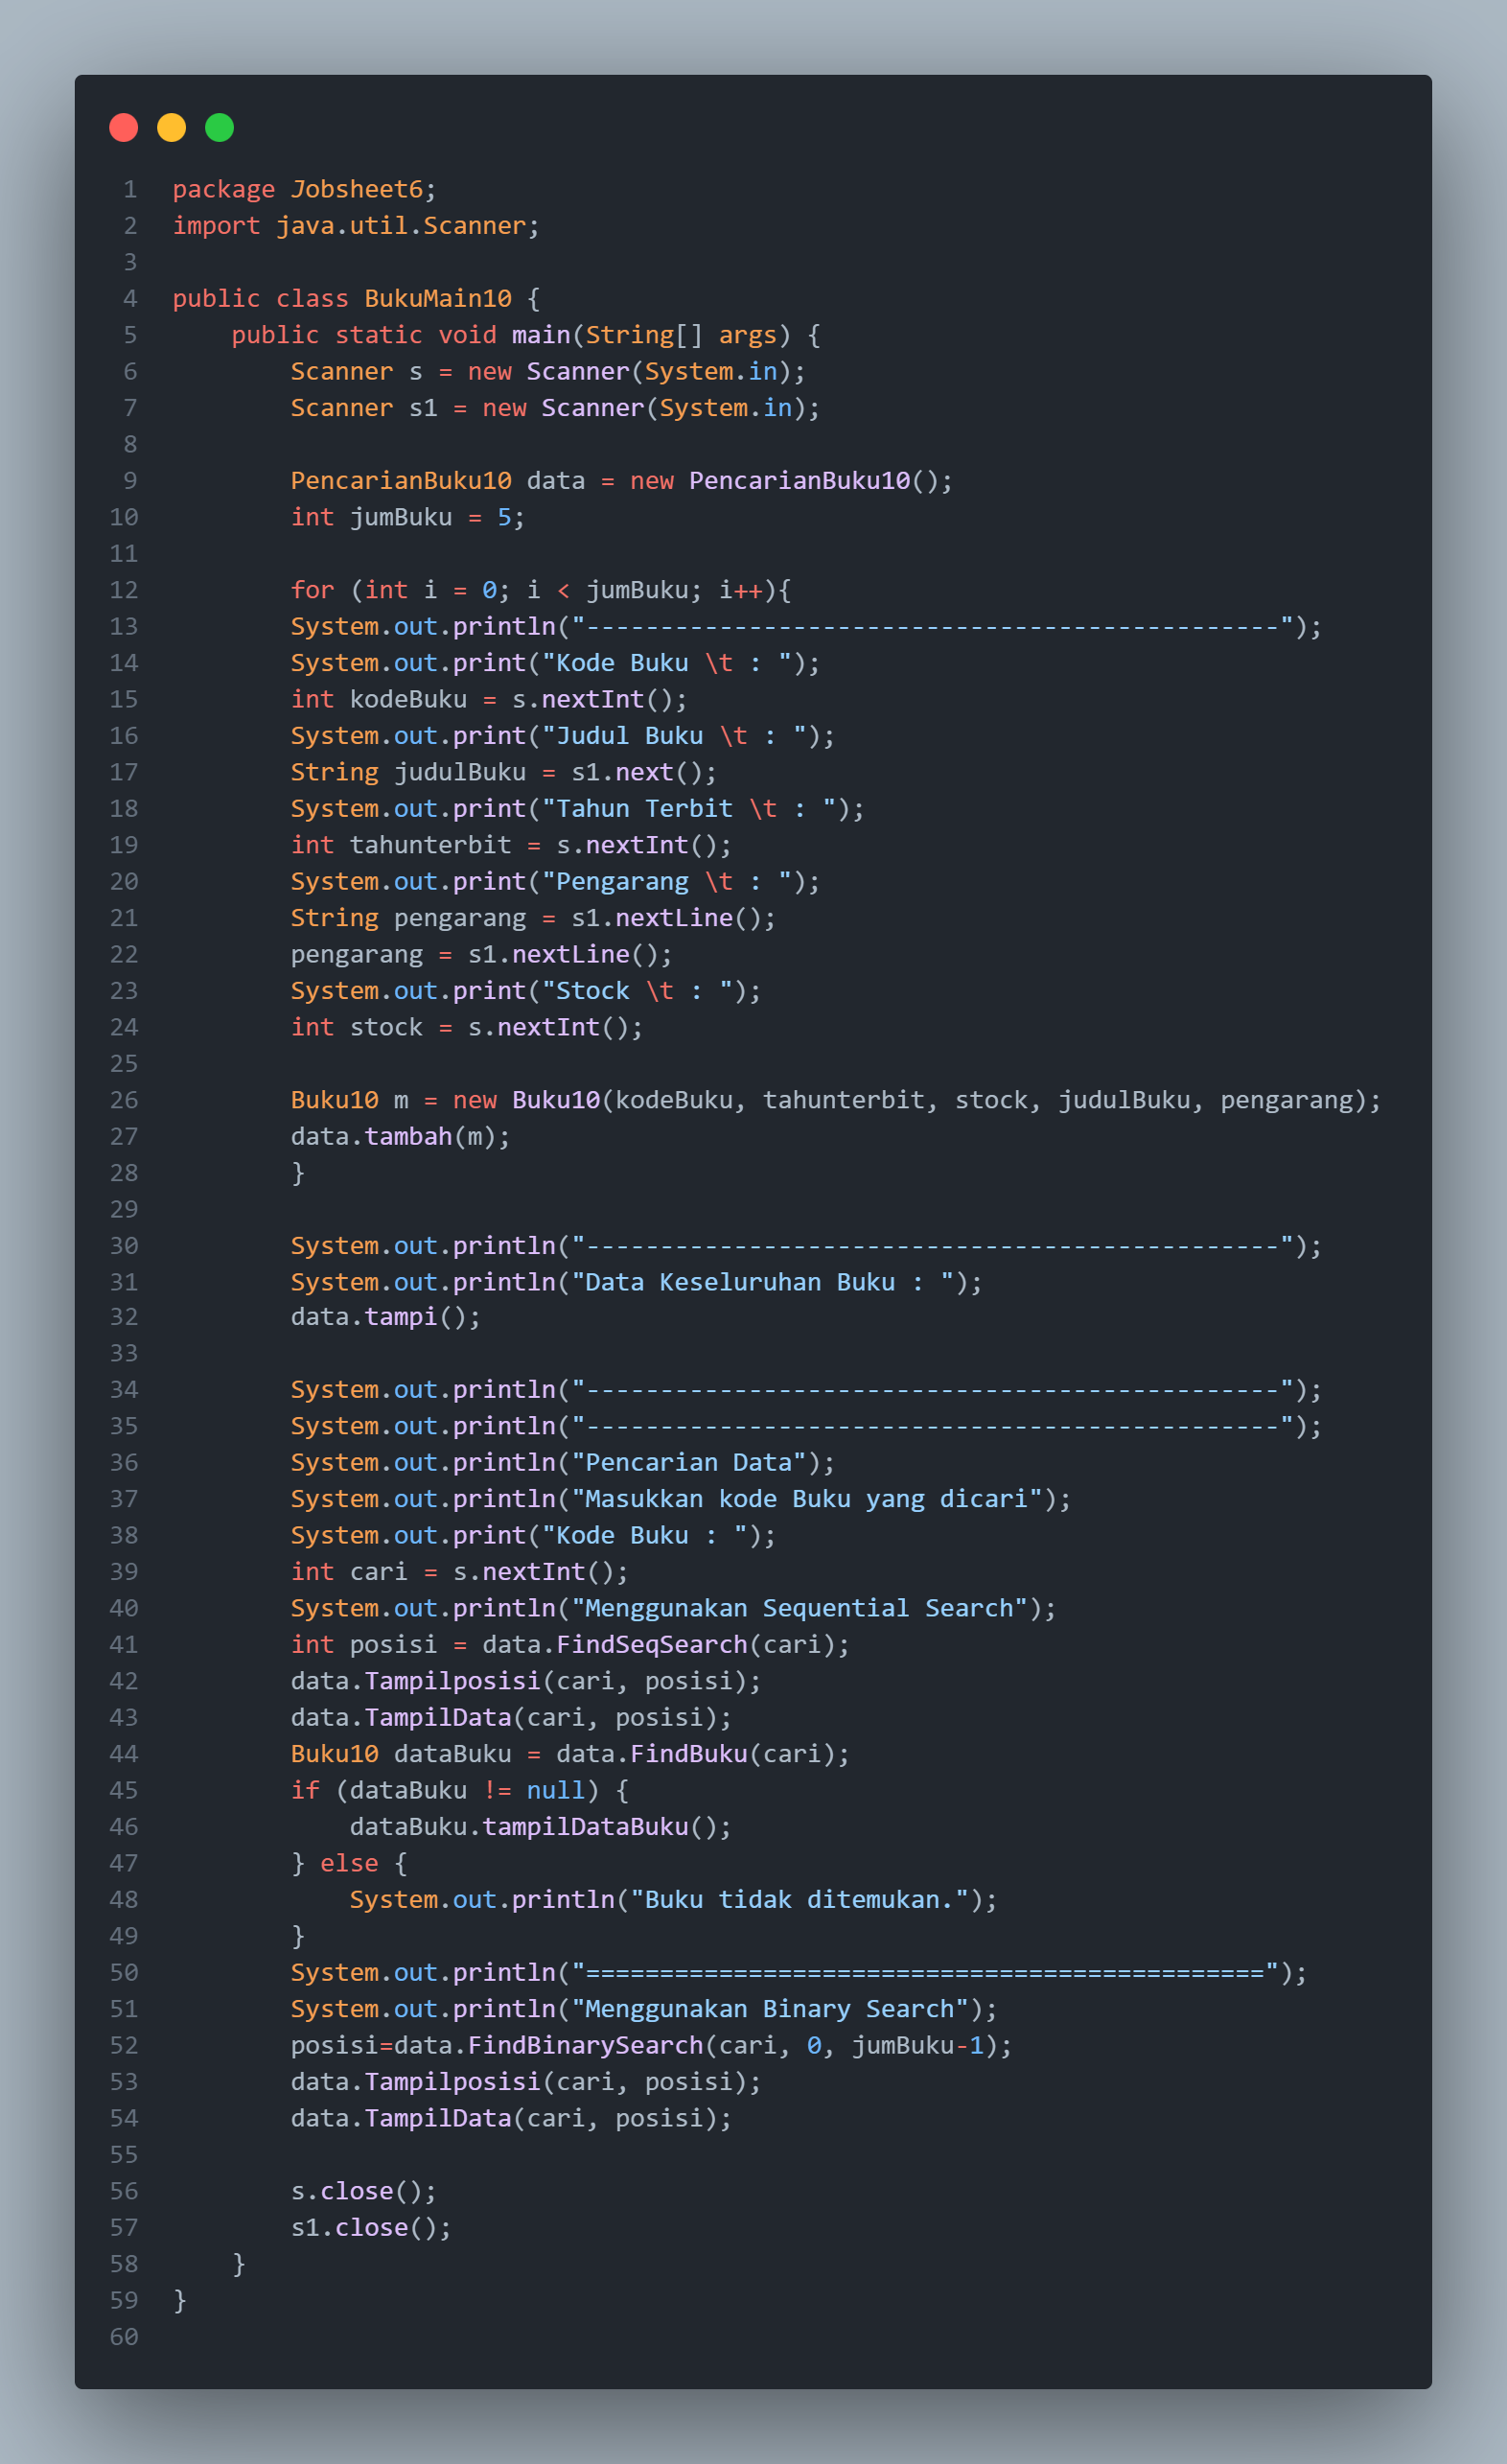 1 package Jobsheet6;
2 import java.util.Scanner;
3
4 public class BukuMain10 {
5     public static void main(String[] args) {
6         Scanner s = new Scanner(System.in);
7         Scanner s1 = new Scanner(System.in);
8
9         PencarianBuku10 data = new PencarianBuku10();
10         int jumBuku = 5;
11
12         for (int i = 0; i < jumBuku; i++){
13         System.out.println("-----------------------------------------------");
14         System.out.print("Kode Buku \t : ");
15         int kodeBuku = s.nextInt();
16         System.out.print("Judul Buku \t : ");
17         String judulBuku = s1.next();
18         System.out.print("Tahun Terbit \t : ");
19         int tahunterbit = s.nextInt();
20         System.out.print("Pengarang \t : ");
21         String pengarang = s1.nextLine();
22         pengarang = s1.nextLine();
23         System.out.print("Stock \t : ");
24         int stock = s.nextInt();
25
26         Buku10 m = new Buku10(kodeBuku, tahunterbit, stock, judulBuku, pengarang);
27         data.tambah(m);
28         }
29
30         System.out.println("-----------------------------------------------");
31         System.out.println("Data Keseluruhan Buku : ");
32         data.tampi();
33
34         System.out.println("-----------------------------------------------");
35         System.out.println("-----------------------------------------------");
36         System.out.println("Pencarian Data");
37         System.out.println("Masukkan kode Buku yang dicari");
38         System.out.print("Kode Buku : ");
39         int cari = s.nextInt();
40         System.out.println("Menggunakan Sequential Search");
41         int posisi = data.FindSeqSearch(cari);
42         data.Tampilposisi(cari, posisi);
43         data.TampilData(cari, posisi);
44         Buku10 dataBuku = data.FindBuku(cari);
45         if (dataBuku != null) {
46             dataBuku.tampilDataBuku();
47         } else {
48             System.out.println("Buku tidak ditemukan.");
49         }
50         System.out.println("==============================================");
51         System.out.println("Menggunakan Binary Search");
52         posisi=data.FindBinarySearch(cari, 0, jumBuku-1);
53         data.Tampilposisi(cari, posisi);
54         data.TampilData(cari, posisi);
55
56         s.close();
57         s1.close();
58     }
59 }
60